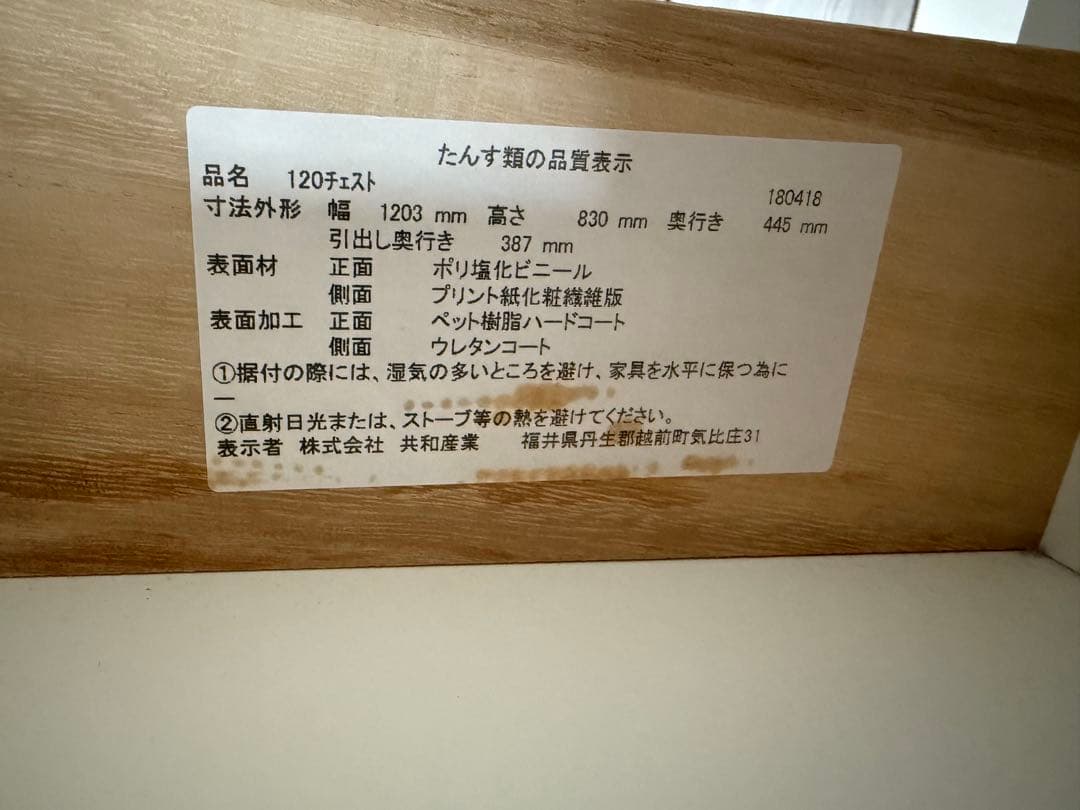 たんす類の品質表示
品名 120チェスト 180418
寸法外形 幅 1203 mm 高さ 830 mm 奥行き 445 mm
引出し奥行き 387 mm
表面材 正面 ポリ塩化ビニール
側面 プリント紙化粧繊維版
表面加工 正面 ペット樹脂ハードコート
側面 ウレタンコート
①据付の際には、湿気の多いところを避け、家具を水平に保つ為に
―
②直射日光または、ストーブ等の熱を避けてください。
表示者 株式会社 共和産業 福井県丹生郡越前町気比庄31